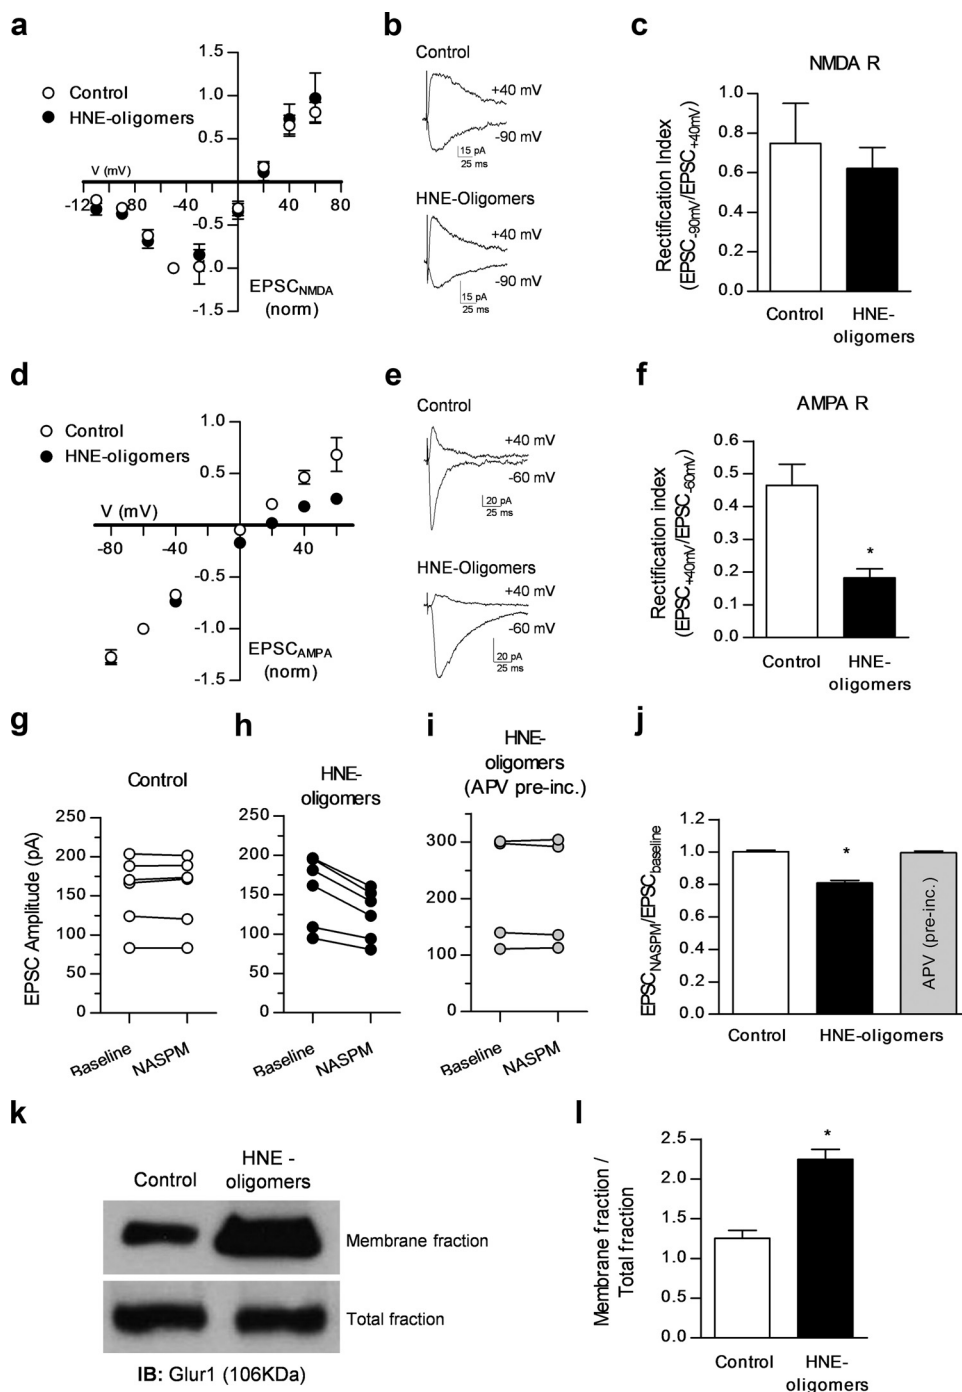 a
1.5
Control
HNE-oligomers
1.0
0.5
V (mV)
-120 -80 -40 40 80
-0.5
-1.0
-1.5
EPSCNMDA
(norm)
b
Control
+40 mV
-90 mV
15 pA
25 ms
HNE-Oligomers
+40 mV
-90 mV
15 pA
25 ms
c
NMDA R
Rectification Index
(EPSC-90mV/EPSC+40mV)
1.0
0.8
0.6
0.4
0.2
0.0
Control
HNE-
oligomers
d
Control
HNE-oligomers
1.0
0.5
V (mV)
-80 -40 0 40
-0.5
-1.0
-1.5
EPSCAMPA
(norm)
e
Control
+40 mV
-60 mV
20 pA
25 ms
HNE-Oligomers
+40 mV
-60 mV
20 pA
25 ms
f
AMPA R
Rectification index
(EPSC+40mV/EPSC-60mV)
0.6
0.5
0.4
0.3
0.2
0.1
0.0
*
Control
HNE-
oligomers
g
Control
EPSC Amplitude (pA)
250
200
150
100
50
0
Baseline
NASPM
h
HNE-
oligomers
250
200
150
100
50
0
Baseline
NASPM
i
HNE-
oligomers
(APV pre-inc.)
300
200
100
0
Baseline
NASPM
j
EPSCNASPM/EPSCbaseline
1.2
1.0
0.8
0.6
0.4
0.2
0
*
APV (pre-inc.)
Control
HNE-oligomers
k
Control
HNE -
oligomers
Membrane fraction
Total fraction
IB: Glur1 (106KDa)
l
Membrane fraction /
Total fraction
2.5
2.0
1.5
1.0
0.5
0.0
*
Control
HNE-
oligomers